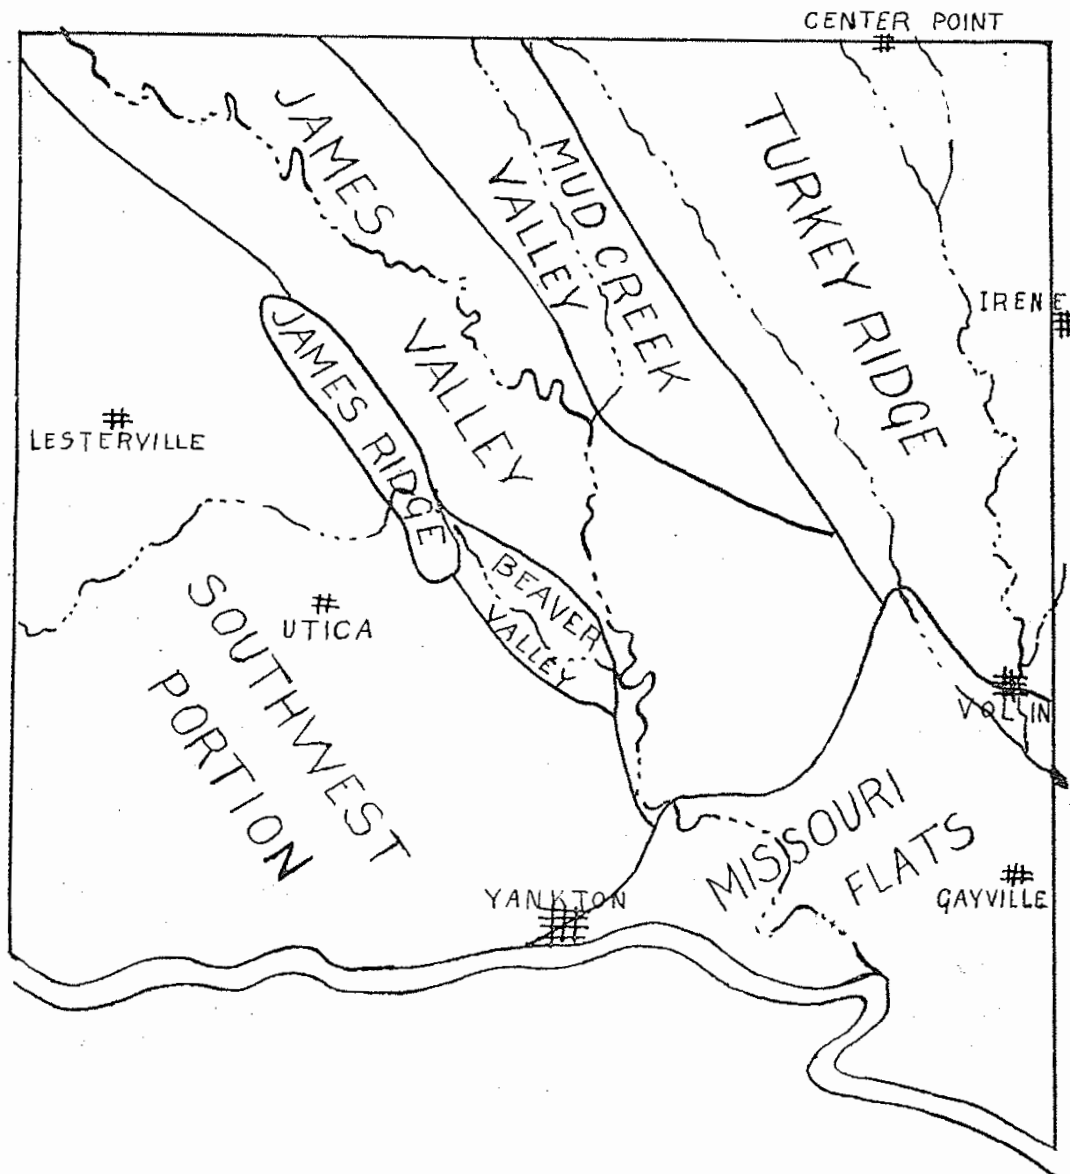 CENTER POINT
JAMES
VALLEY
MUD CREEK
VALLEY
TURKEY RIDGE
IRENE
JAMES RIDGE
LESTERVILLE
BEAVER
VALLEY
UTICA
SOUTHWEST
PORTION
VOLIN
MISSOURI
FLATS
YANKTON
GAYVILLE